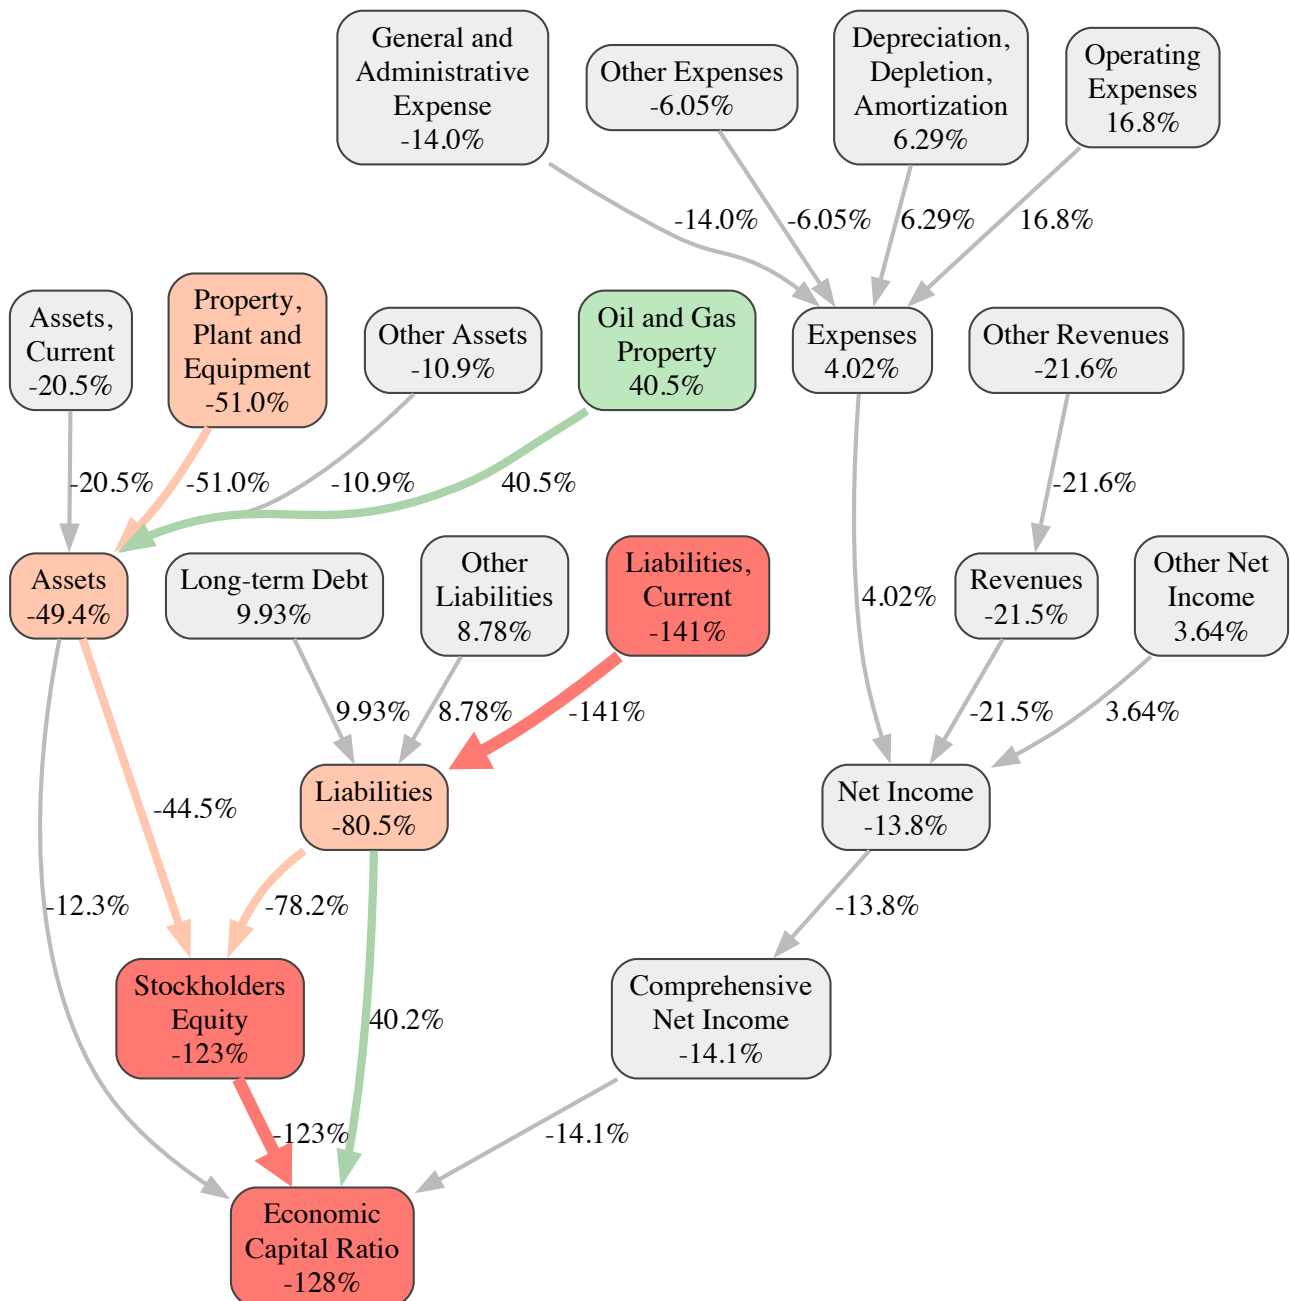 General and
Administrative
Expense
-14.0%
Other Expenses
-6.05%
Depreciation,
Depletion,
Amortization
6.29%
Operating
Expenses
16.8%
-14.0%
-6.05%
6.29%
16.8%
Assets,
Current
-20.5%
Property,
Plant and
Equipment
-51.0%
Other Assets
-10.9%
Oil and Gas
Property
40.5%
Expenses
4.02%
Other Revenues
-21.6%
-20.5%
-51.0%
-10.9%
40.5%
-21.6%
Assets
-49.4%
Long-term Debt
9.93%
Other
Liabilities
8.78%
Liabilities,
Current
-141%
4.02%
Revenues
-21.5%
Other Net
Income
3.64%
9.93%
8.78%
-141%
-21.5%
3.64%
-44.5%
Liabilities
-80.5%
Net Income
-13.8%
-12.3%
-78.2%
-13.8%
Stockholders
Equity
-123%
40.2%
Comprehensive
Net Income
-14.1%
-123%
-14.1%
Economic
Capital Ratio
-128%